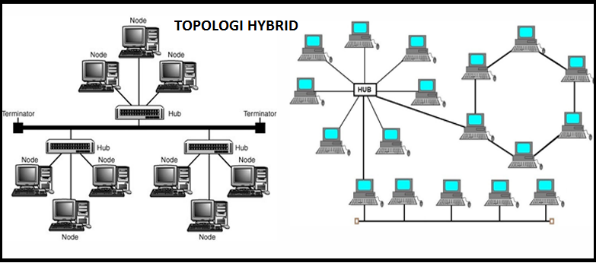 TOPOLOGI HYBRID
Node
Node
Node
Hub
Terminator
Terminator
Hub
Hub
Node
Node
Node
Node
Node
Node
HUB